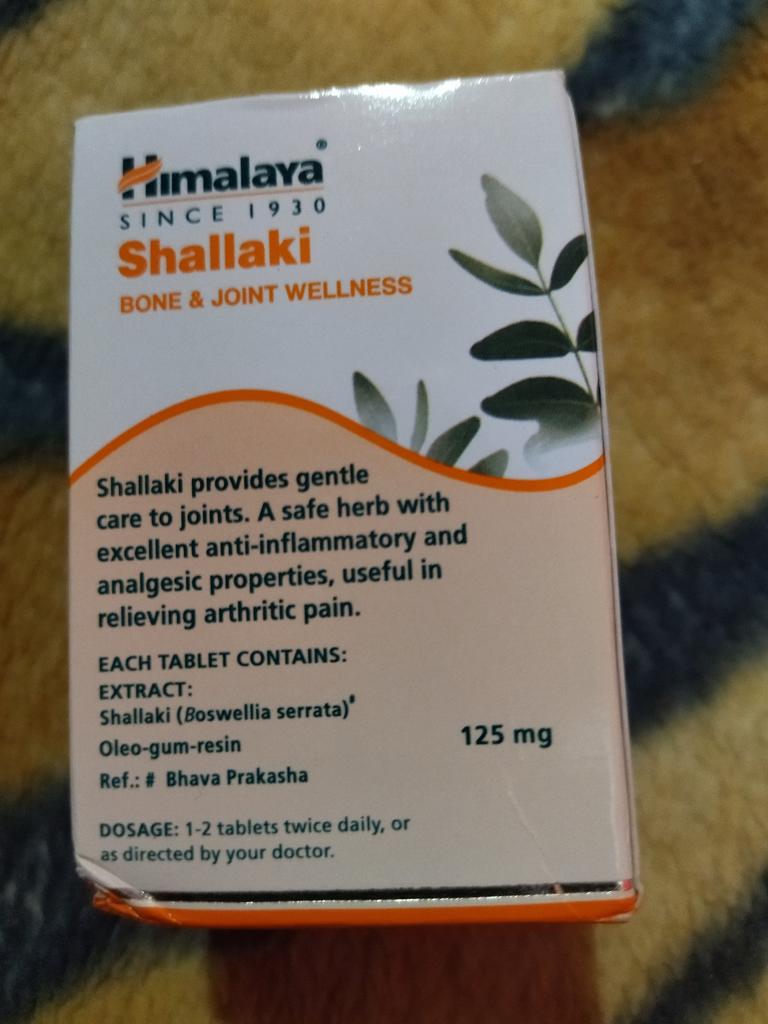 Himalaya®
SINCE 1930
Shallaki
BONE & JOINT WELLNESS
Shallaki provides gentle
care to joints. A safe herb with
excellent anti-inflammatory and
analgesic properties, useful in
relieving arthritic pain.
EACH TABLET CONTAINS:
EXTRACT:
Shallaki (Boswellia serrata)#
Oleo-gum-resin 125 mg
Ref.: # Bhava Prakasha
DOSAGE: 1-2 tablets twice daily, or
as directed by your doctor.